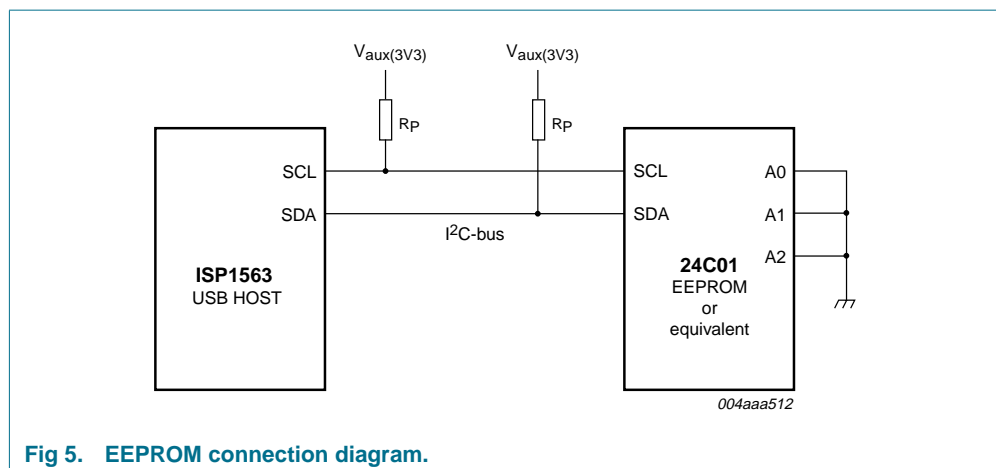 Vaux(3V3) Vaux(3V3)
RP RP
SCL SCL A0
SDA SDA A1
I2C-bus
A2
ISP1563
USB HOST
24C01
EEPROM
or
equivalent
004aaa512
Fig 5. EEPROM connection diagram.